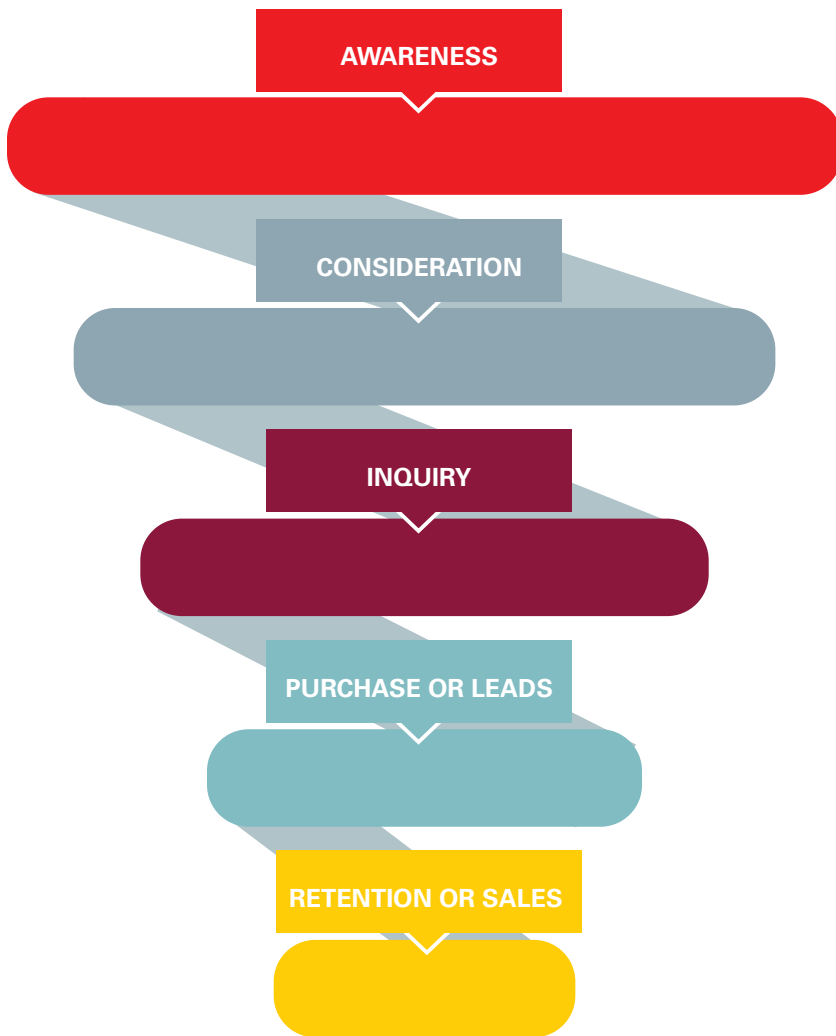 AWARENESS
CONSIDERATION
INQUIRY
PURCHASE OR LEADS
RETENTION OR SALES